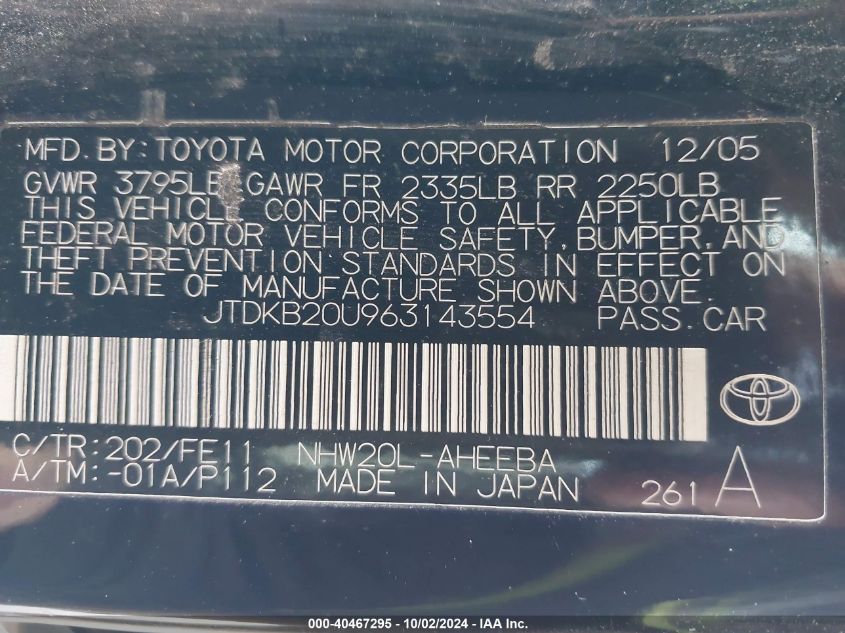 MFD. BY: TOYOTA MOTOR CORPORATION 12/05
GVWR 3795LB GAWR FR 2335LB RR 2250LB
THIS VEHICLE CONFORMS TO ALL APPLICABLE
FEDERAL MOTOR VEHICLE SAFETY, BUMPER, AND
THEFT PREVENTION STANDARDS IN EFFECT ON
THE DATE OF MANUFACTURE SHOWN ABOVE.
JTDKB20U963143554 PASS. CAR
C/TR: 202/FE11 NHW20L-AHEEBA
A/TM: -01A/P112 MADE IN JAPAN 261 A
000-40467295 - 10/02/2024 - IAA Inc.